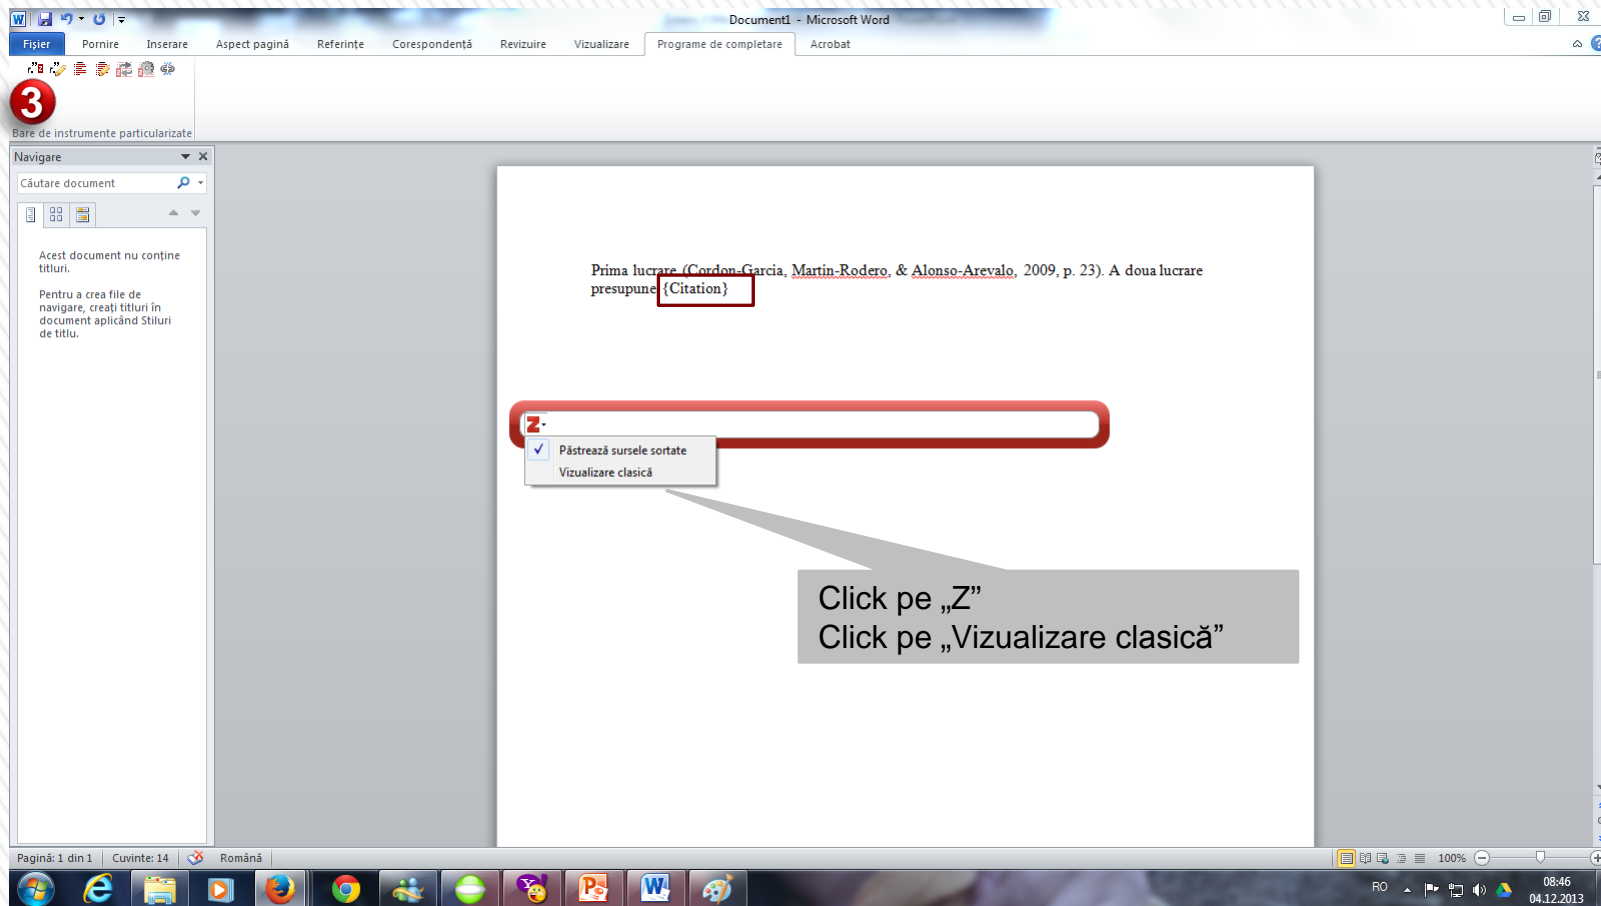 Document1 - Microsoft Word
Fișier Pornire Inserare Aspect pagină Referințe Corespondență Revizuire Vizualizare Programe de completare Acrobat
3
Bare de instrumente particularizate
Navigare
Căutare document
Acest document nu conține
titluri.
Pentru a crea file de
navigare, creați titluri în
document aplicând Stiluri
de titlu.
Prima lucrare (Cordon-Garcia, Martin-Rodero, & Alonso-Arevalo, 2009, p. 23). A doua lucrare
presupune {Citation}
Z
Păstrează sursele sortate
Vizualizare clasică
Click pe „Z”
Click pe „Vizualizare clasică”
Pagină: 1 din 1 Cuvinte: 14 Română 100%
RO 08:46
04.12.2013